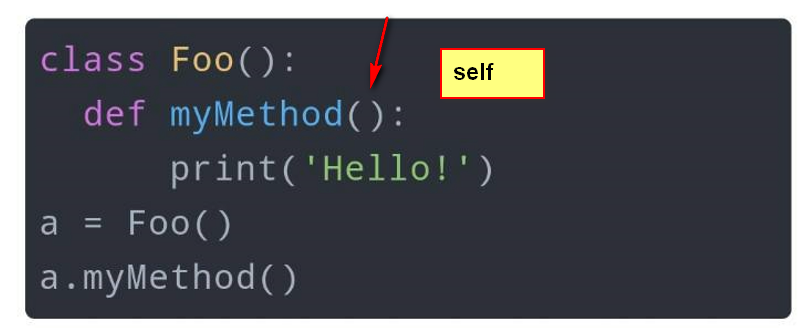 class Foo():
self
  def myMethod():
      print('Hello!')
a = Foo()
a.myMethod()